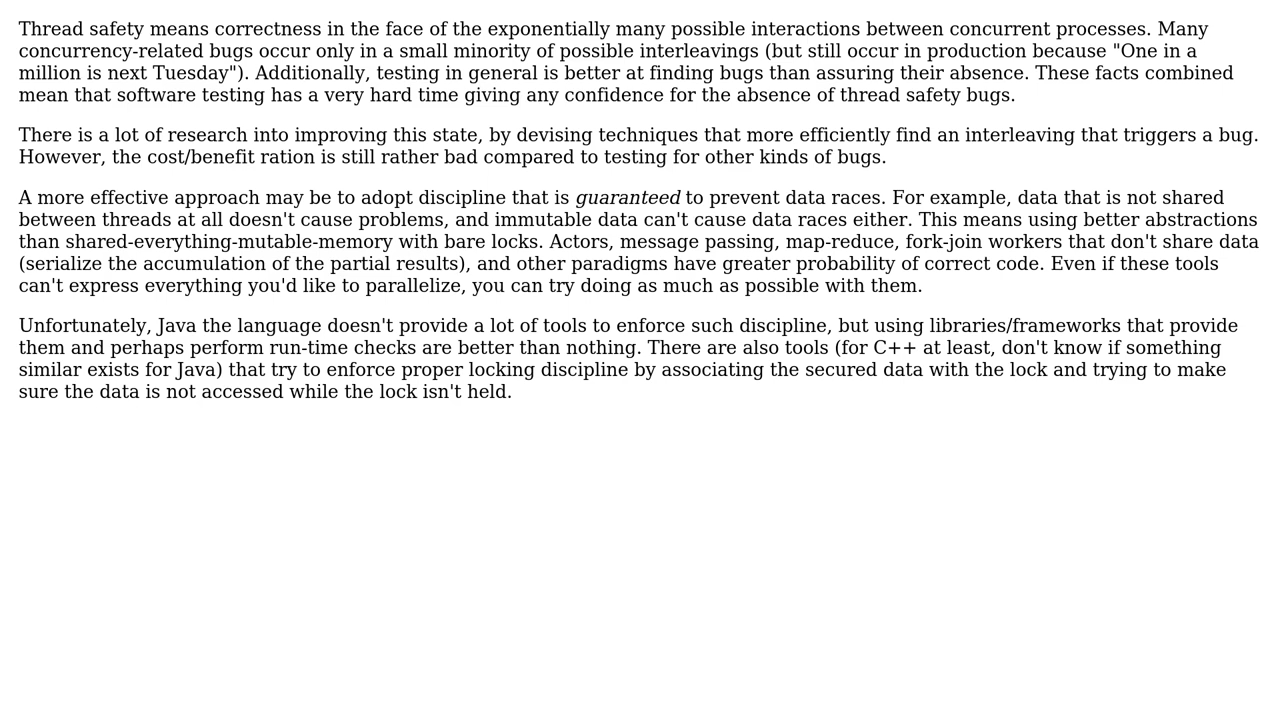 Thread safety means correctness in the face of the exponentially many possible interactions between concurrent processes. Many
concurrency-related bugs occur only in a small minority of possible interleavings (but still occur in production because "One in a
million is next Tuesday"). Additionally, testing in general is better at finding bugs than assuring their absence. These facts combined
mean that software testing has a very hard time giving any confidence for the absence of thread safety bugs.
There is a lot of research into improving this state, by devising techniques that more efficiently find an interleaving that triggers a bug.
However, the cost/benefit ration is still rather bad compared to testing for other kinds of bugs.
A more effective approach may be to adopt discipline that is guaranteed to prevent data races. For example, data that is not shared
between threads at all doesn't cause problems, and immutable data can't cause data races either. This means using better abstractions
than shared-everything-mutable-memory with bare locks. Actors, message passing, map-reduce, fork-join workers that don't share data
(serialize the accumulation of the partial results), and other paradigms have greater probability of correct code. Even if these tools
can't express everything you'd like to parallelize, you can try doing as much as possible with them.
Unfortunately, Java the language doesn't provide a lot of tools to enforce such discipline, but using libraries/frameworks that provide
them and perhaps perform run-time checks are better than nothing. There are also tools (for C++ at least, don't know if something
similar exists for Java) that try to enforce proper locking discipline by associating the secured data with the lock and trying to make
sure the data is not accessed while the lock isn't held.